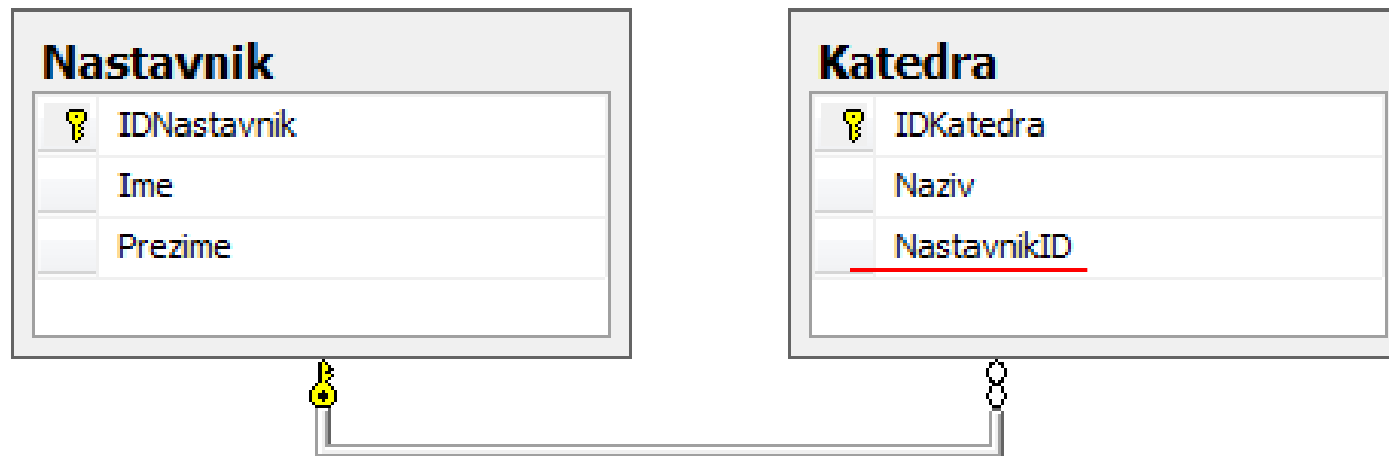 Nastavnik
IDNastavnik
Ime
Prezime
Katedra
IDKatedra
Naziv
NastavnikID